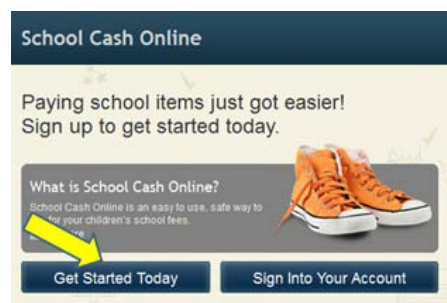 School Cash Online
Paying school items just got easier!
Sign up to get started today.
What is School Cash Online?
School Cash Online is an easy to use, safe way to
for your children's school fees.
Get Started Today
Sign Into Your Account